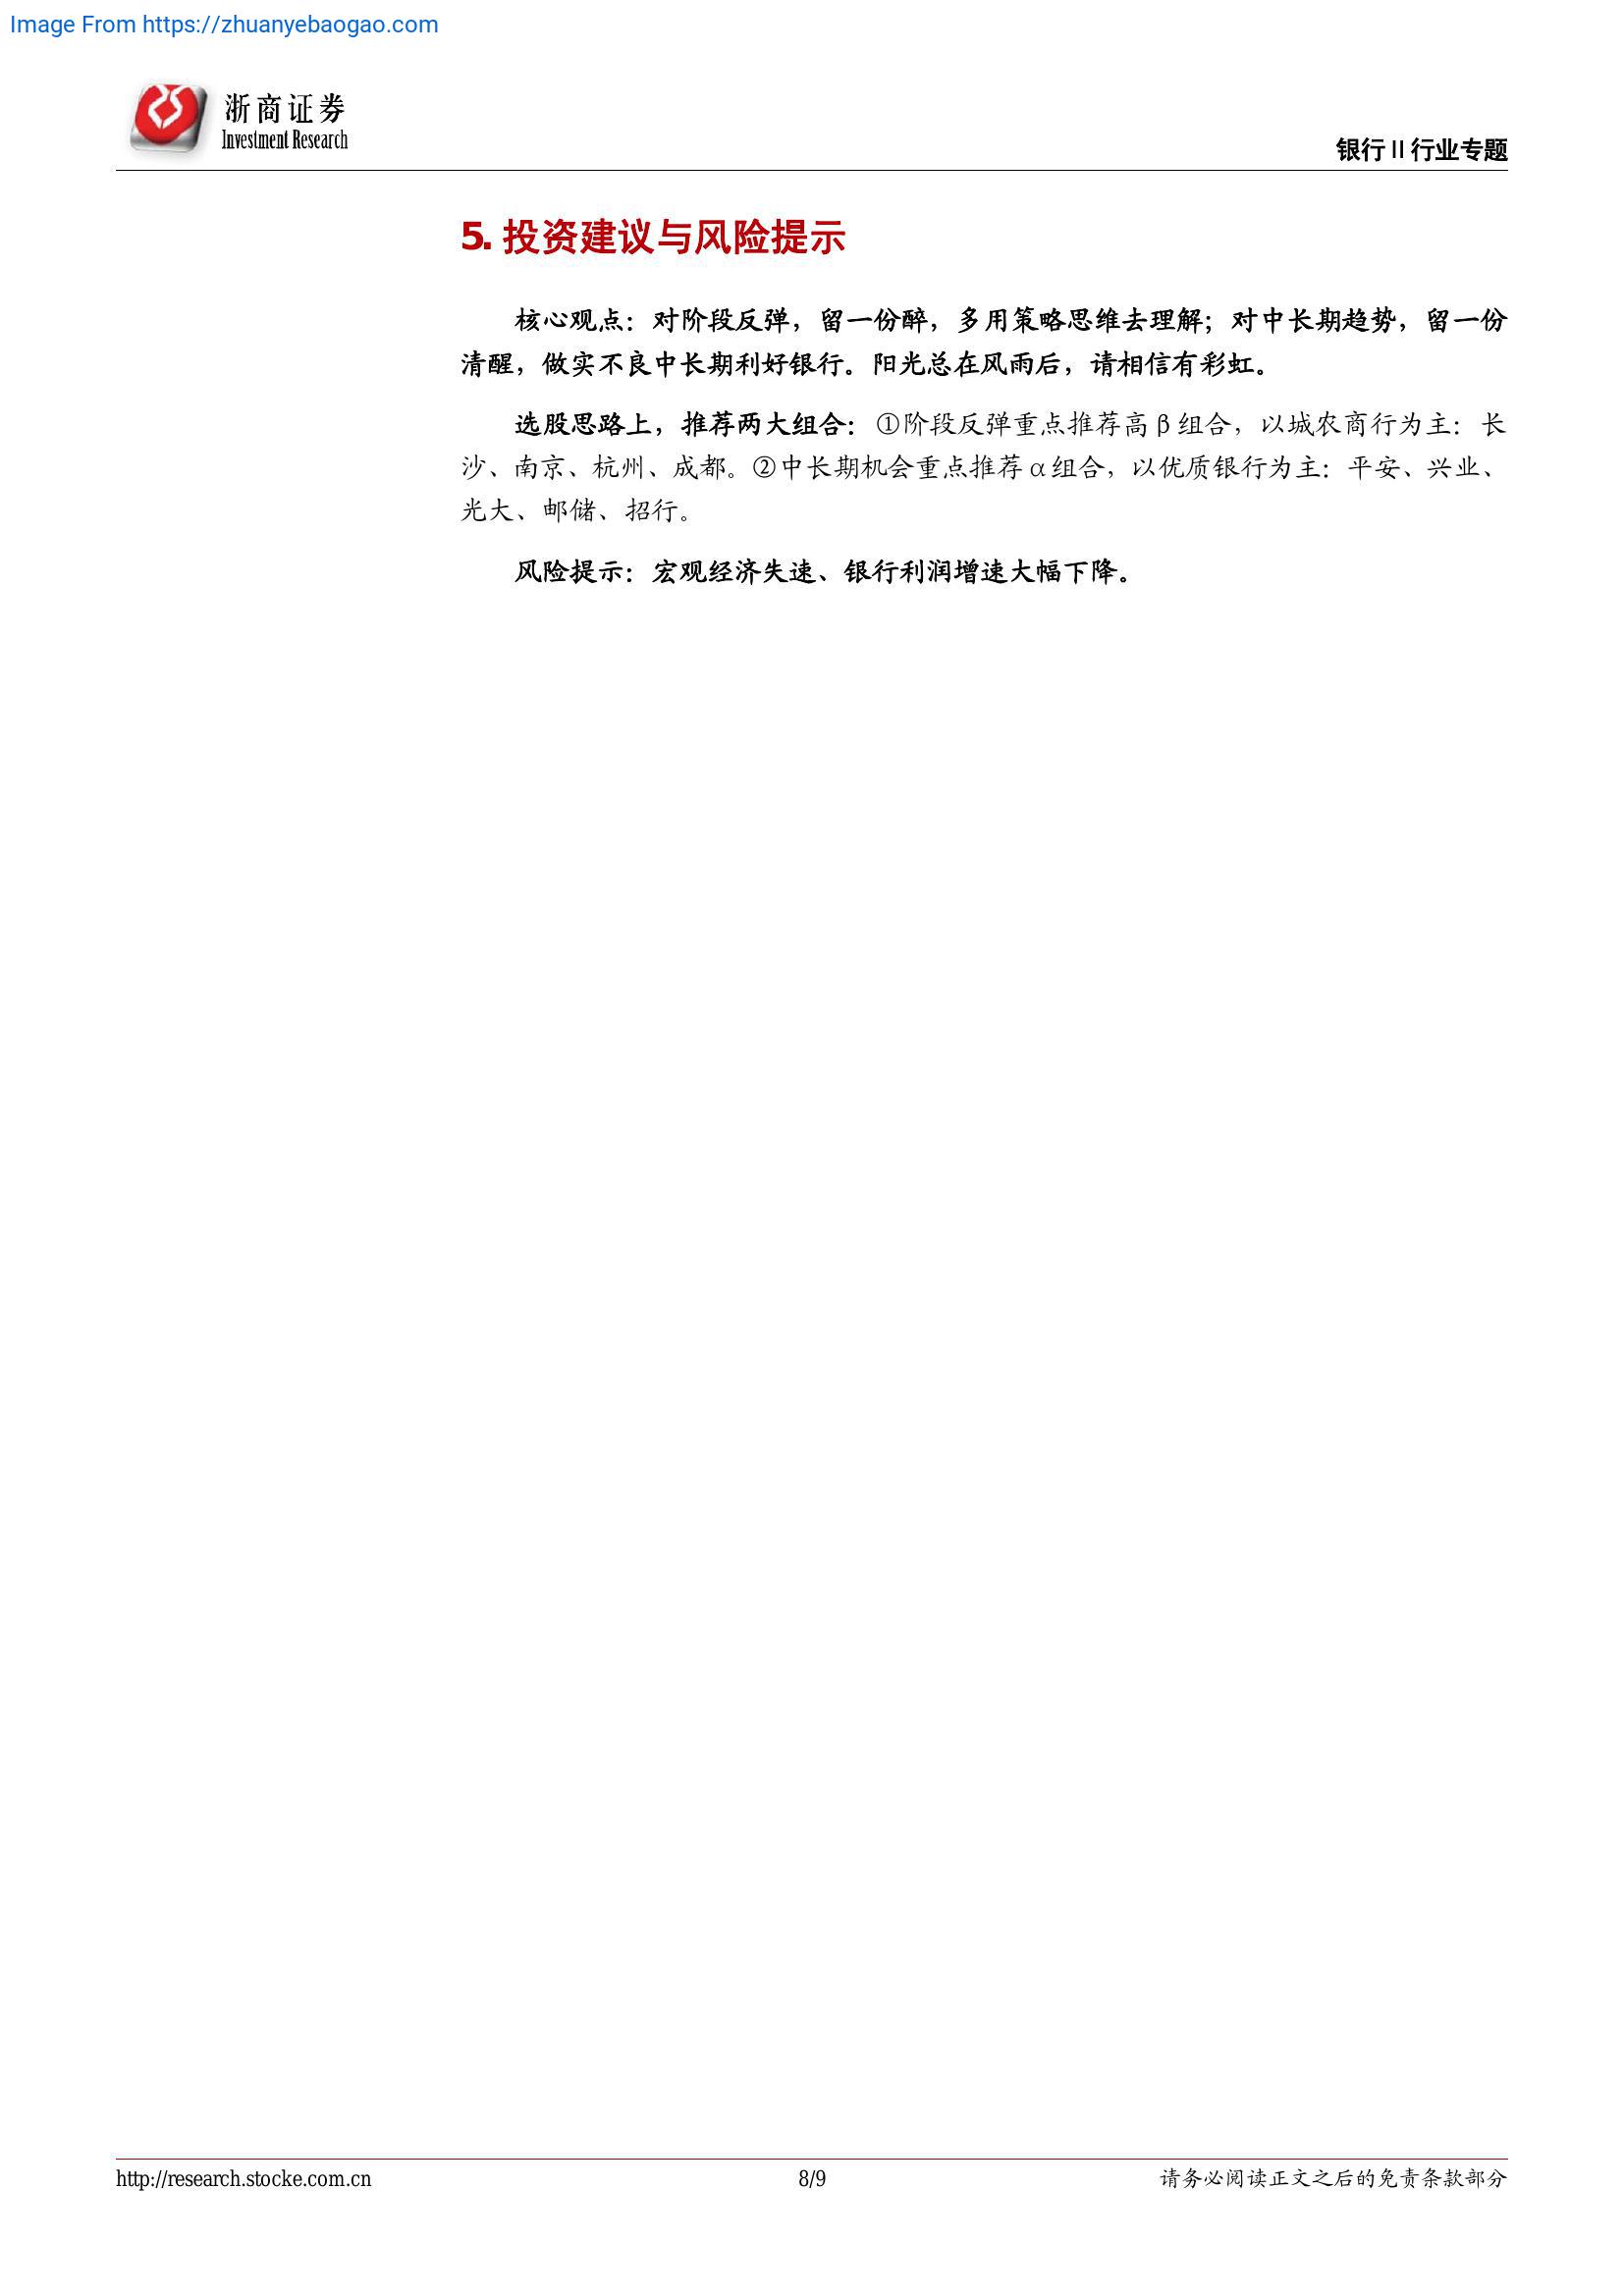 Image From https://zhuanyebaogao.com
浙商证券
Investment Research
银行 II 行业专题
5. 投资建议与风险提示
核心观点：对阶段反弹，留一份醉，多用策略思维去理解；对中长期趋势，留一份
清醒，做实不良中长期利好银行。阳光总在风雨后，请相信有彩虹。
选股思路上，推荐两大组合：①阶段反弹重点推荐高 β 组合，以城农商行为主：长
沙、南京、杭州、成都。②中长期机会重点推荐 α 组合，以优质银行为主：平安、兴业、
光大、邮储、招行。
风险提示：宏观经济失速、银行利润增速大幅下降。
http://research.stocke.com.cn
8/9
请务必阅读正文之后的免责条款部分